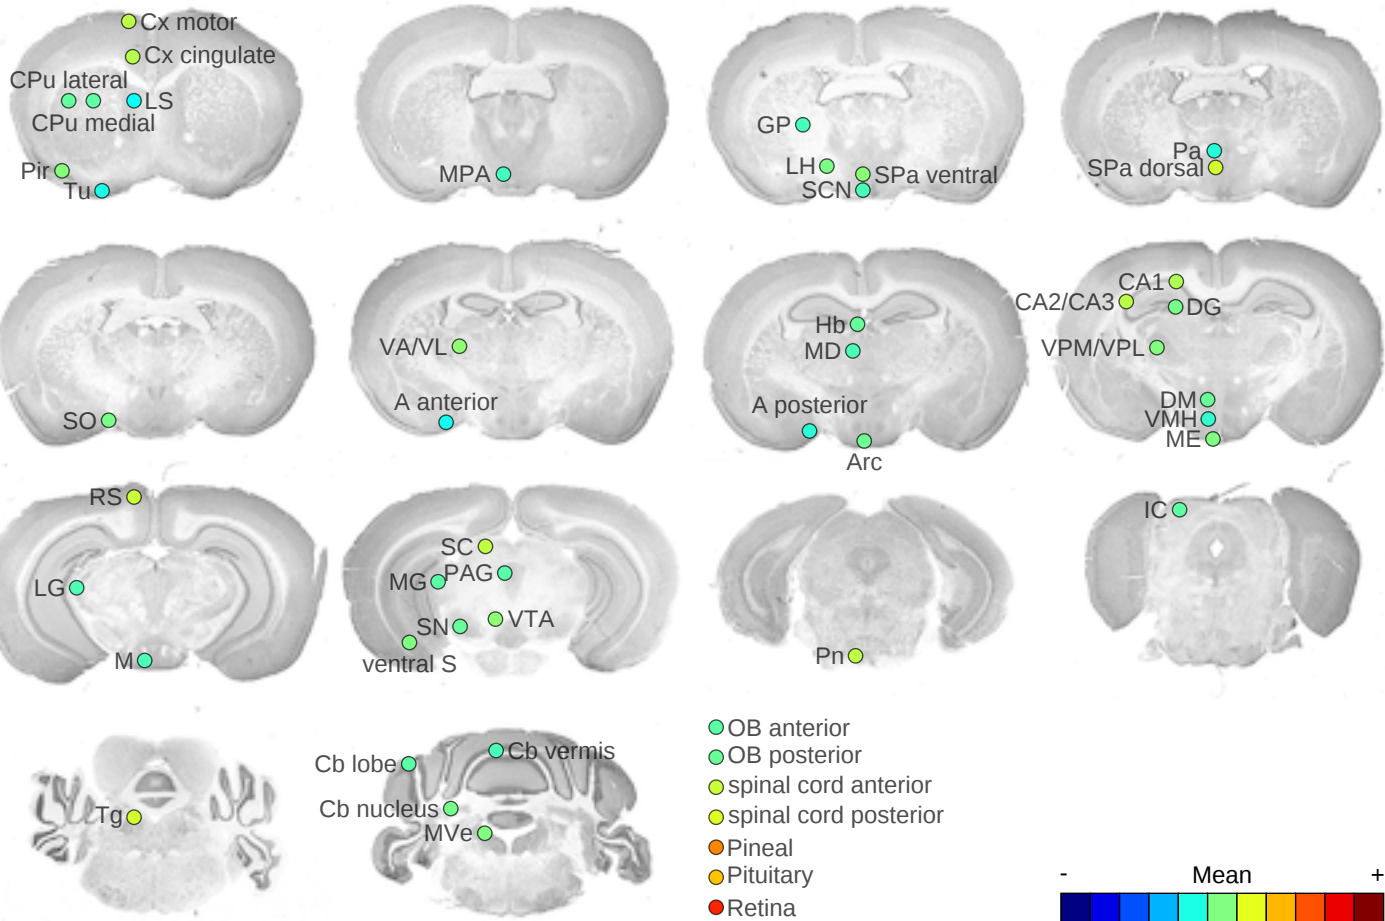 Cx motor
Cx cingulate
CPu lateral
LS
CPu medial
Pir
Tu
MPA
GP
LH
SPa ventral
SCN
Pa
SPa dorsal
SO
VA/VL
A anterior
Hb
MD
A posterior
Arc
CA1
CA2/CA3
DG
VPM/VPL
DM
VMH
ME
RS
LG
M
SC
MG
PAG
SN
VTA
ventral S
Pn
IC
Tg
Cb lobe
Cb vermis
Cb nucleus
MVe
OB anterior
OB posterior
spinal cord anterior
spinal cord posterior
Pineal
Pituitary
Retina
- Mean +